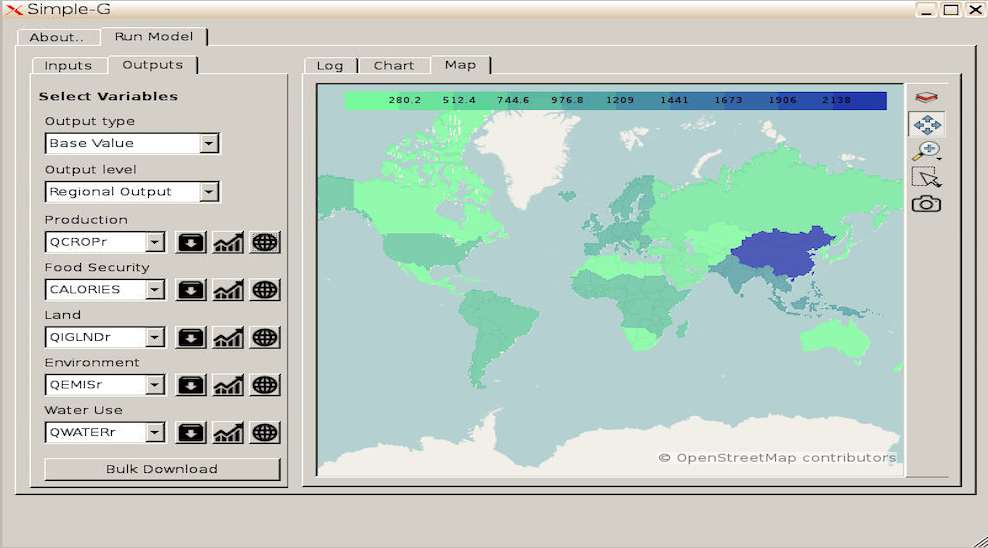 Simple-G
About.. Run Model
Inputs Outputs
Log Chart Map
Select Variables
Output type
Base Value
Output level
Regional Output
Production
QCROPr
Food Security
CALORIES
Land
QIGLNDr
Environment
QEMISr
Water Use
QWATERr
Bulk Download
280.2 512.4 744.6 976.8 1209 1441 1673 1906 2138
© OpenStreetMap contributors